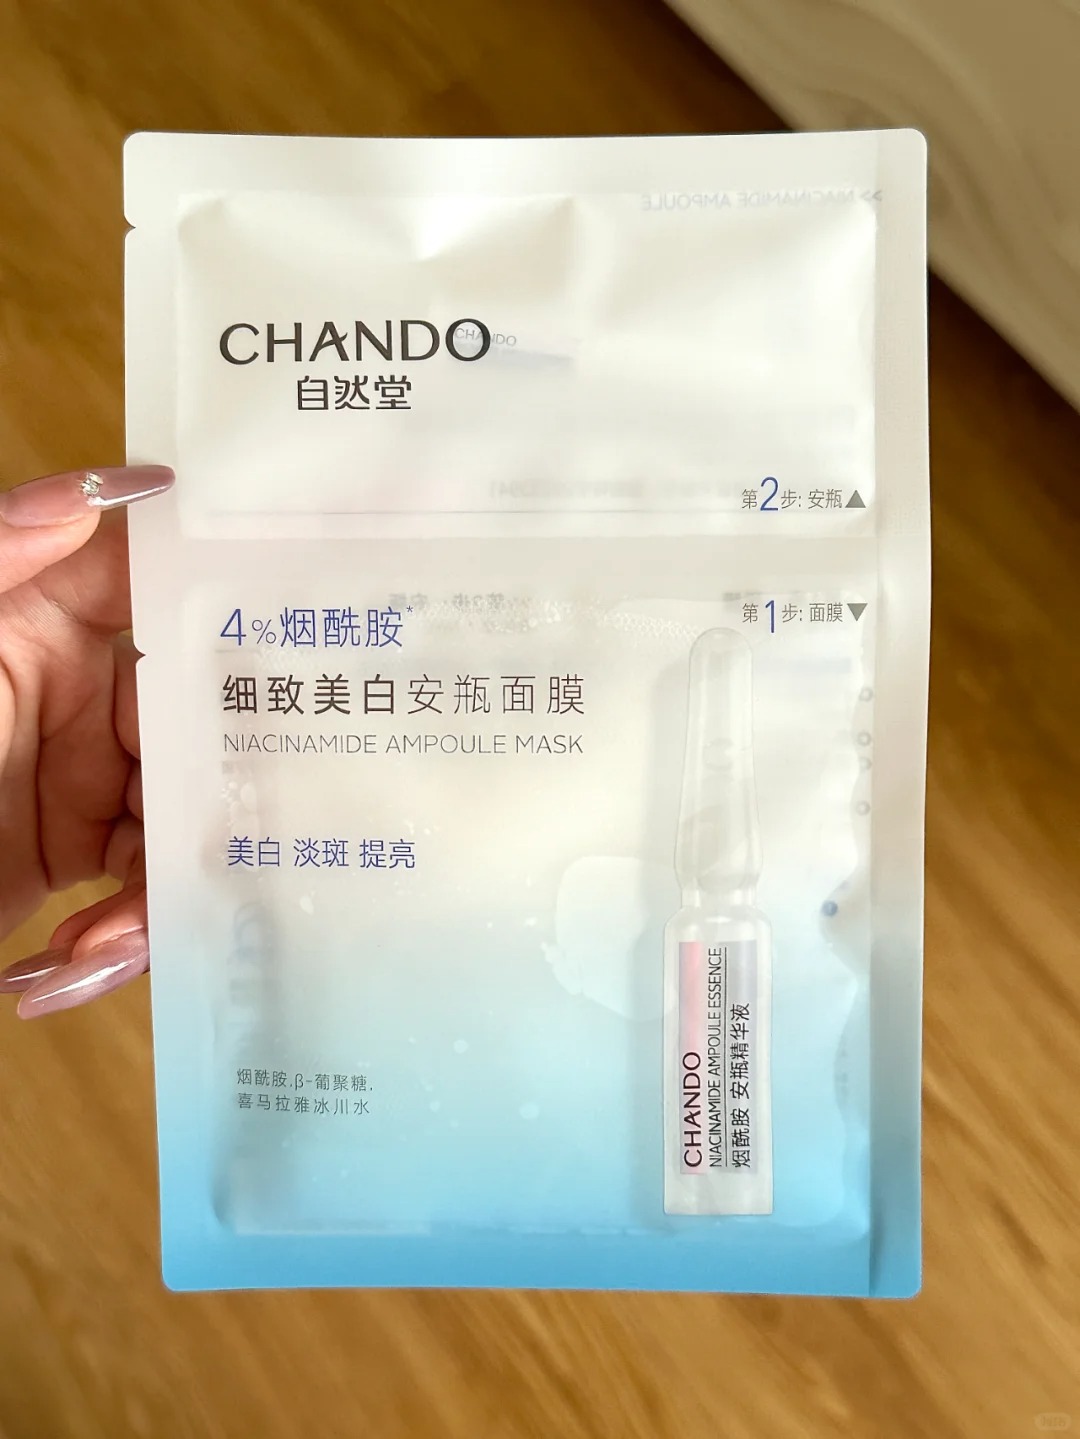 >> NIACINAMIDE AMPOULE
CHANDO
CHANDO
自然堂
第2步: 安瓶▲
第1步: 面膜▼
4%烟酰胺*
细致美白安瓶面膜
NIACINAMIDE AMPOULE MASK
美白 淡斑 提亮
烟酰胺,β-葡聚糖,
喜马拉雅冰川水
CHANDO
NIACINAMIDE AMPOULE ESSENCE
烟酰胺 安瓶精华液